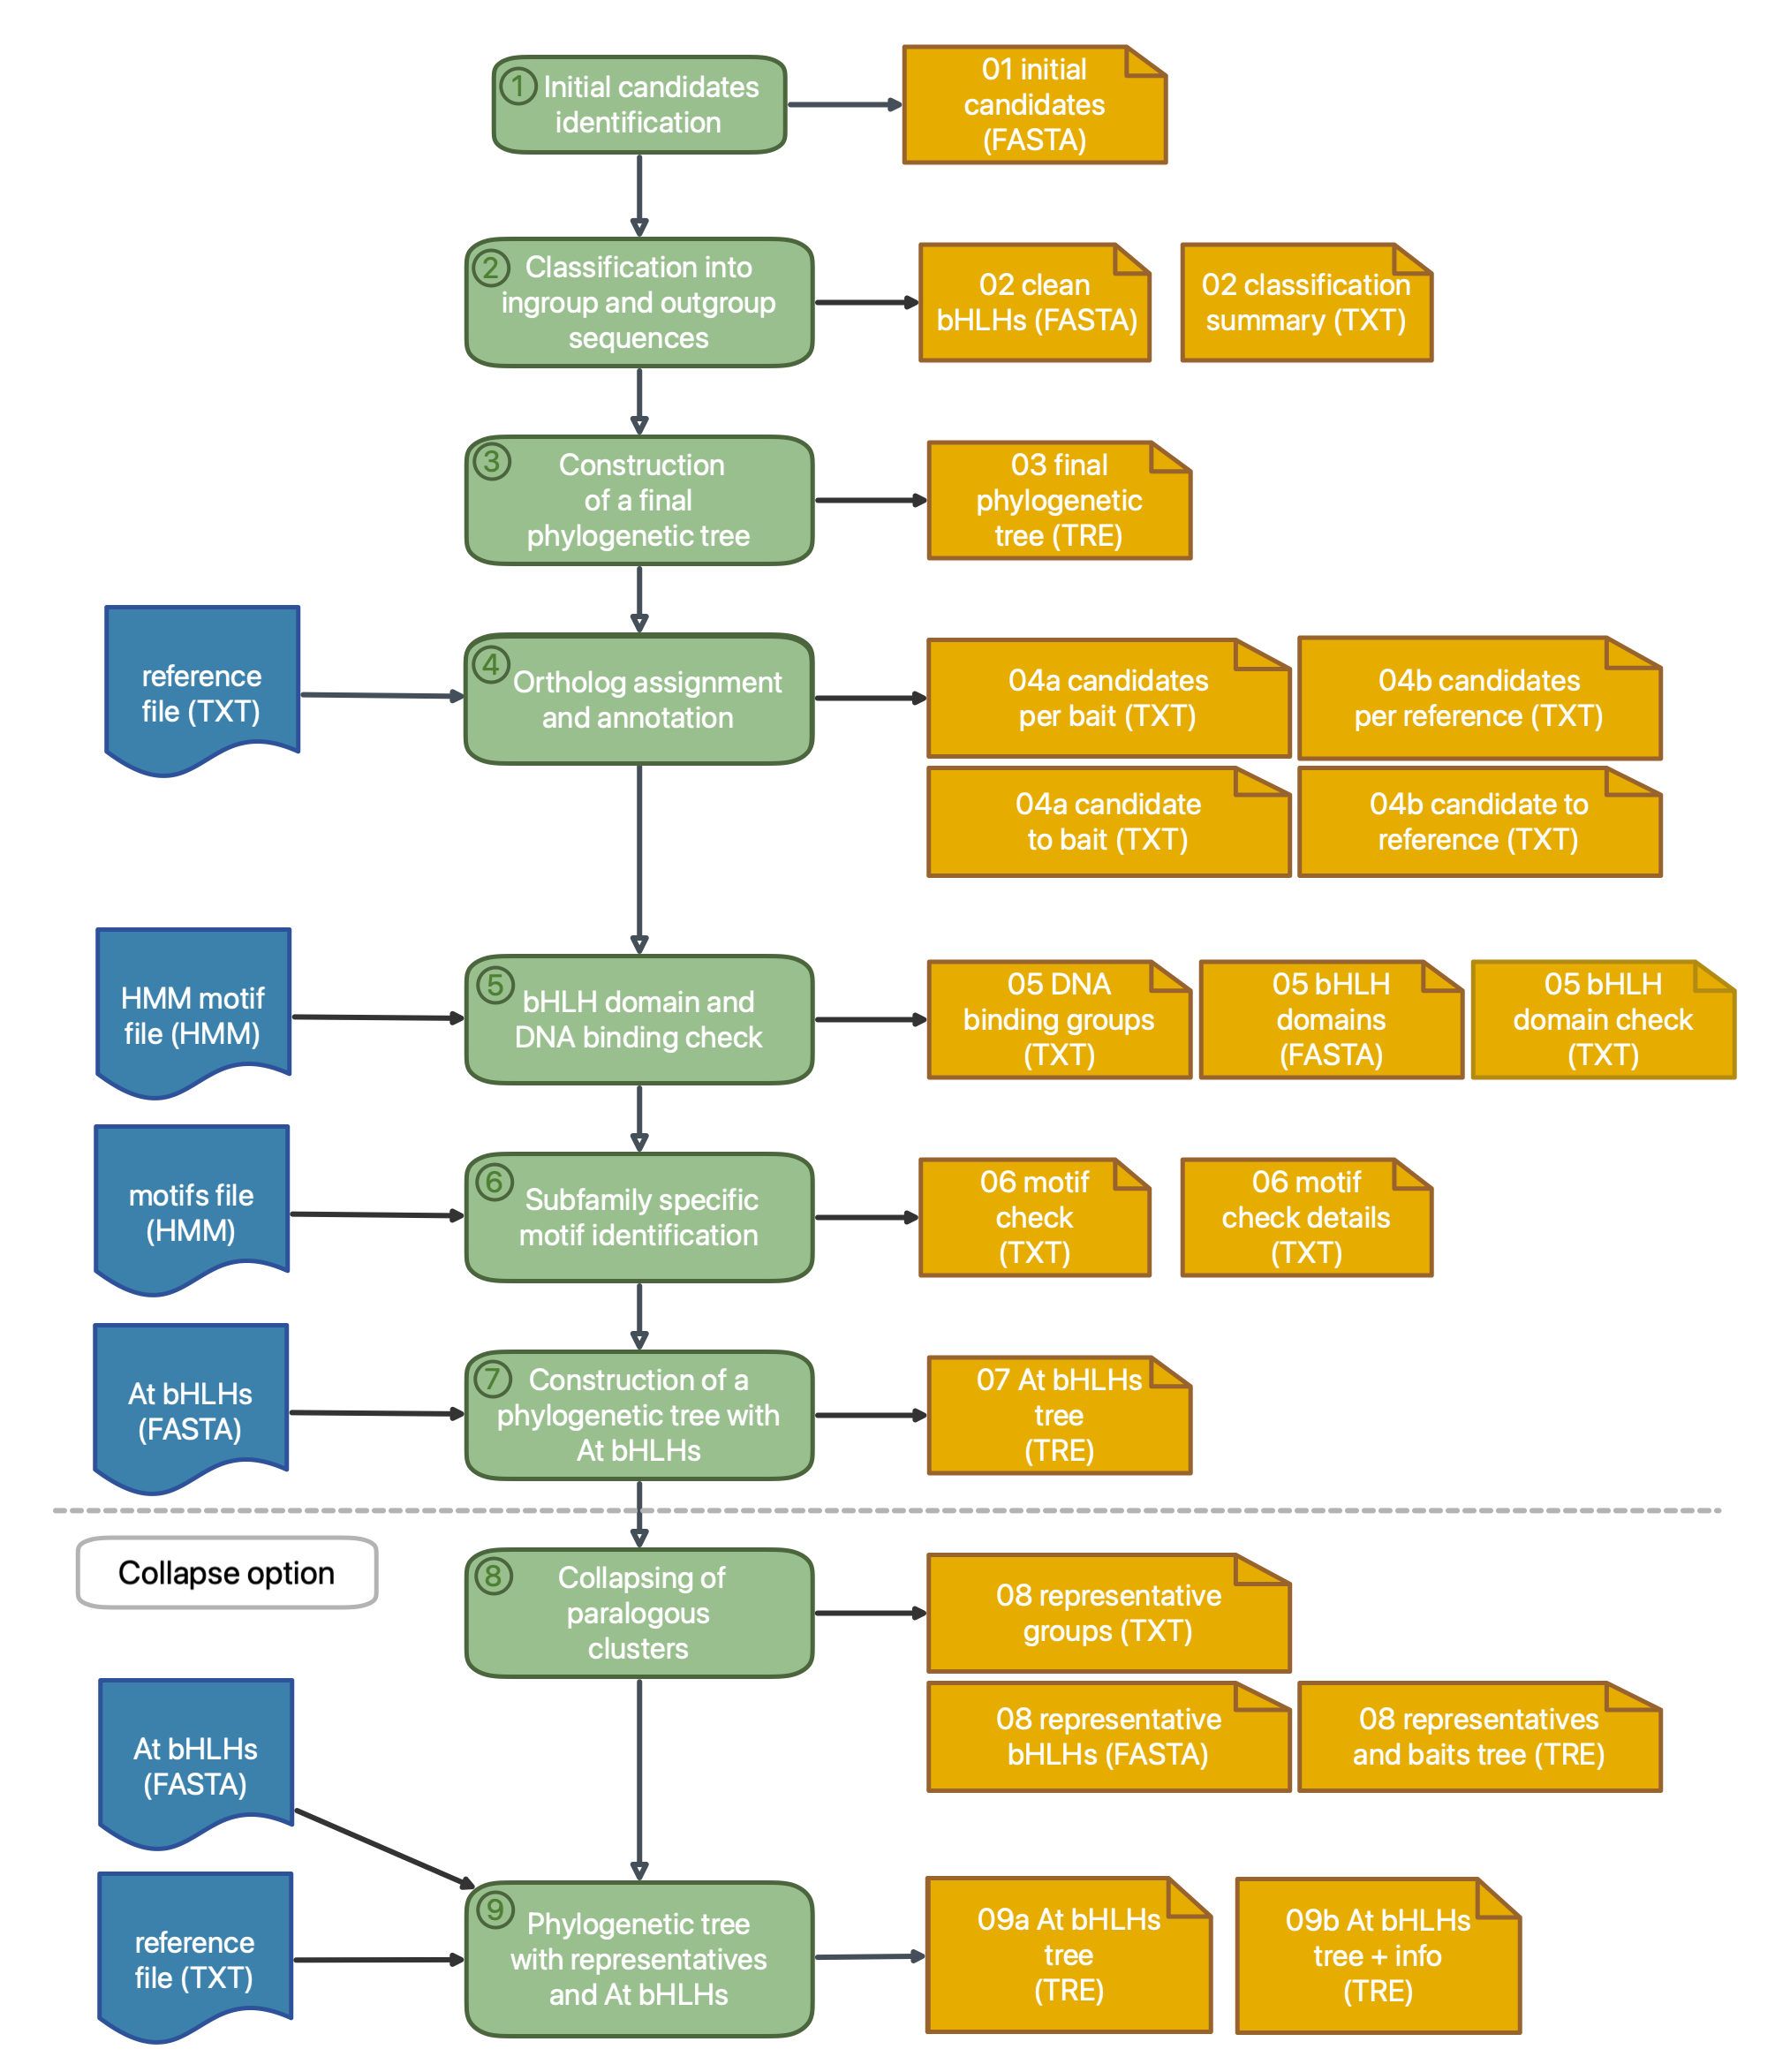 1 Initial candidates
identification
01 initial
candidates
(FASTA)
2 Classification into
ingroup and outgroup
sequences
02 clean
bHLHs (FASTA)
02 classification
summary (TXT)
3 Construction
of a final
phylogenetic tree
03 final
phylogenetic
tree (TRE)
reference
file (TXT)
4 Ortholog assignment
and annotation
04a candidates
per bait (TXT)
04b candidates
per reference (TXT)
04a candidate
to bait (TXT)
04b candidate to
reference (TXT)
HMM motif
file (HMM)
5 bHLH domain and
DNA binding check
05 DNA
binding groups
(TXT)
05 bHLH
domains
(FASTA)
05 bHLH
domain check
(TXT)
motifs file
(HMM)
6 Subfamily specific
motif identification
06 motif
check
(TXT)
06 motif
check details
(TXT)
At bHLHs
(FASTA)
7 Construction of a
phylogenetic tree with
At bHLHs
07 At bHLHs
tree
(TRE)
Collapse option
8 Collapsing of
paralogous
clusters
08 representative
groups (TXT)
08 representative
bHLHs (FASTA)
08 representatives
and baits tree (TRE)
At bHLHs
(FASTA)
reference
file (TXT)
9 Phylogenetic tree
with representatives
and At bHLHs
09a At bHLHs
tree
(TRE)
09b At bHLHs
tree + info
(TRE)